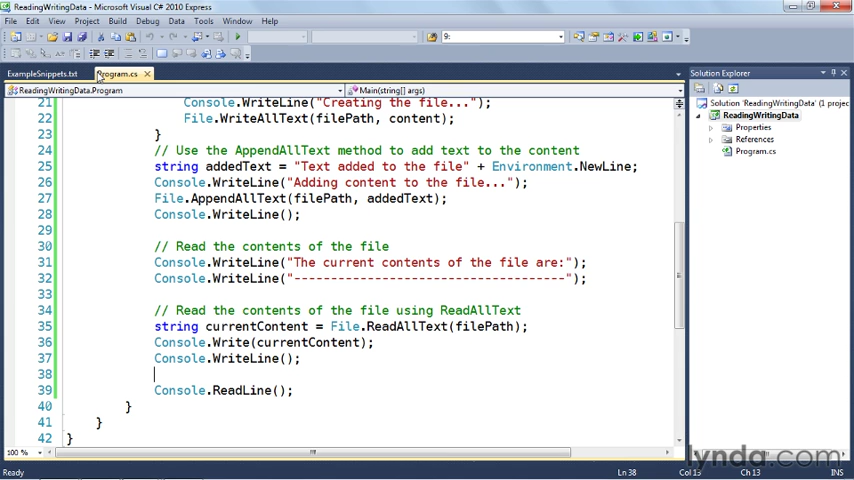 ReadingWritingData - Microsoft Visual C# 2010 Express
File Edit View Project Build Debug Data Tools Window Help
9:
ExampleSnippets.txt Program.cs
ReadingWritingData.Program Main(string[] args)
21 Console.WriteLine("Creating the file...");
22 File.WriteAllText(filePath, content);
23 }
24 // Use the AppendAllText method to add text to the content
25 string addedText = "Text added to the file" + Environment.NewLine;
26 Console.WriteLine("Adding content to the file...");
27 File.AppendAllText(filePath, addedText);
28 Console.WriteLine();
29
30 // Read the contents of the file
31 Console.WriteLine("The current contents of the file are:");
32 Console.WriteLine("-------------------------------------");
33
34 // Read the contents of the file using ReadAllText
35 string currentContent = File.ReadAllText(filePath);
36 Console.Write(currentContent);
37 Console.WriteLine();
38
39 Console.ReadLine();
40 }
41 }
42 }
100 %
Ready Ln 38 Col 13 Ch 13 INS
Solution Explorer
Solution 'ReadingWritingData' (1 projec
ReadingWritingData
Properties
References
Program.cs
lynda.com